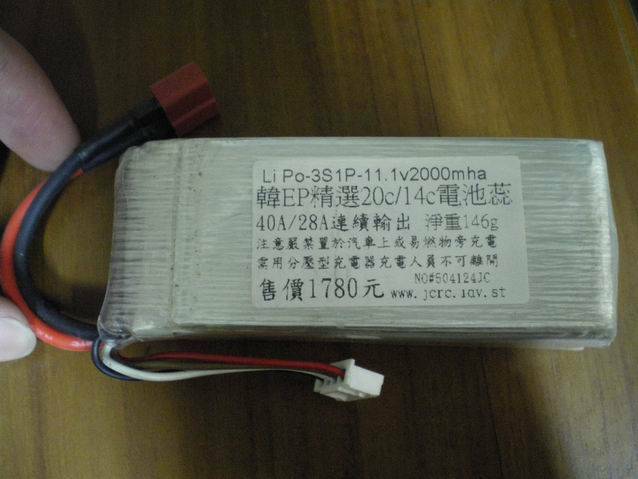 Li Po-3S1P-11.1v2000mha
韓EP精選20c/14c電池蕊
40A/28A連續輸出 淨重146g
注意嚴禁置於汽車上或易燃物旁充電
需用分壓型充電器充電人員不可離開
NO#504124JC
售價1780元 www.jcrc.idv.st